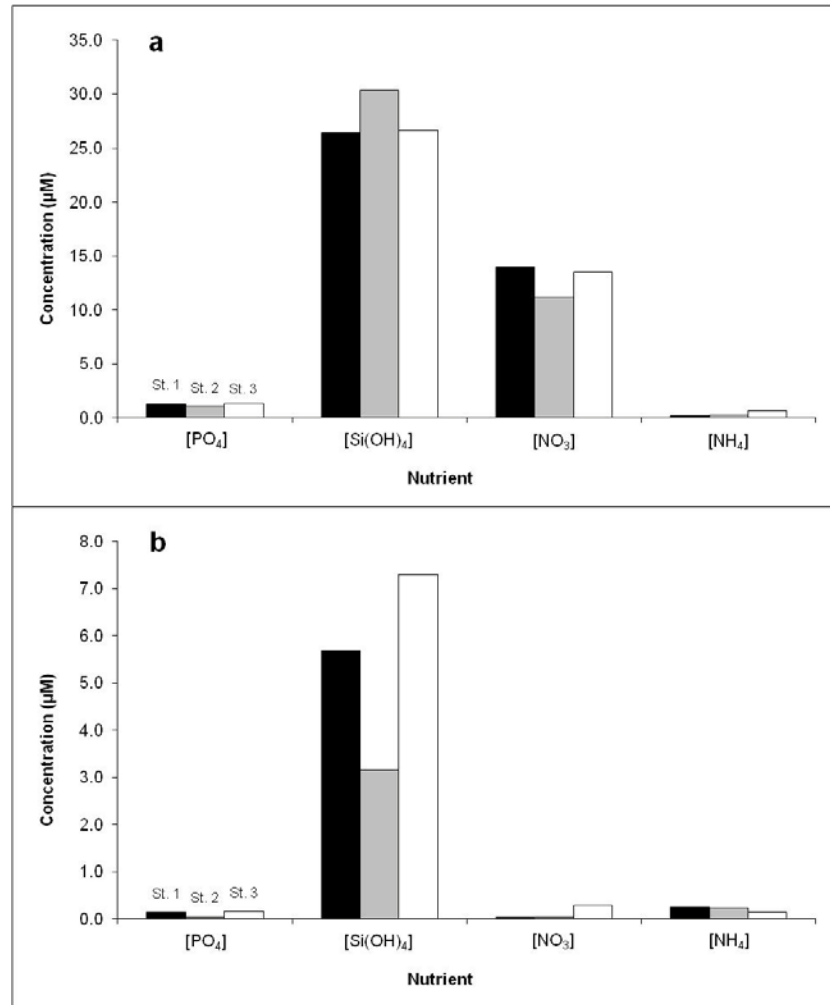 a
35.0
30.0
25.0
20.0
15.0
10.0
5.0
0.0
Concentration (µM)
St. 1 St. 2 St. 3
[PO₄] [Si(OH)₄] [NO₃] [NH₄]
Nutrient
b
8.0
7.0
6.0
5.0
4.0
3.0
2.0
1.0
0.0
Concentration (µM)
St. 1 St. 2 St. 3
[PO₄] [Si(OH)₄] [NO₃] [NH₄]
Nutrient